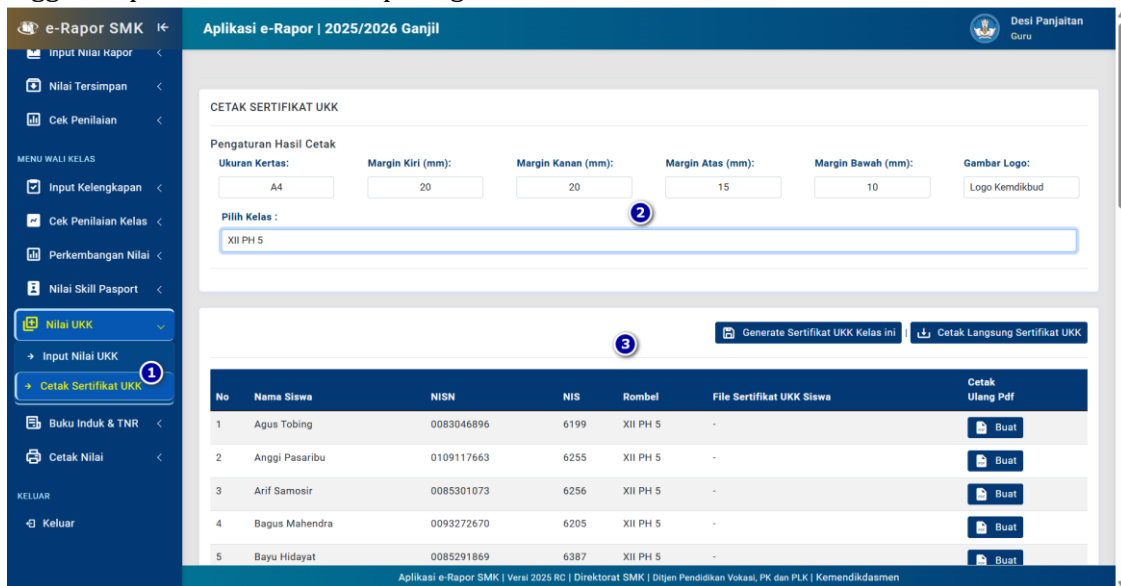 e-Rapor SMK
Aplikasi e-Rapor | 2025/2026 Ganjil
Desi Panjaitan
Guru
Input Nilai Rapor
Nilai Tersimpan
Cek Penilaian
MENU WALI KELAS
Input Kelengkapan
Cek Penilaian Kelas
Perkembangan Nilai
Nilai Skill Pasport
Nilai UKK
Input Nilai UKK
1
Cetak Sertifikat UKK
Buku Induk & TNR
Cetak Nilai
KELUAR
Keluar
CETAK SERTIFIKAT UKK
Pengaturan Hasil Cetak
Ukuran Kertas: Margin Kiri (mm): Margin Kanan (mm): Margin Atas (mm): Margin Bawah (mm): Gambar Logo:
A4 20 20 15 10 Logo Kemdikbud
2
Pilih Kelas :
XII PH 5
Generate Sertifikat UKK Kelas ini | Cetak Langsung Sertifikat UKK
3
No Nama Siswa NISN NIS Rombel File Sertifikat UKK Siswa Cetak Ulang Pdf
1 Agus Tobing 0083046896 6199 XII PH 5 - Buat
2 Anggi Pasaribu 0109117663 6255 XII PH 5 - Buat
3 Arif Samosir 0085301073 6256 XII PH 5 - Buat
4 Bagus Mahendra 0093272670 6205 XII PH 5 - Buat
5 Bayu Hidayat 0085291869 6387 XII PH 5 - Buat
Aplikasi e-Rapor SMK | Versi 2025 RC | Direktorat SMK | Ditjen Pendidikan Vokasi, PK dan PLK | Kemendikdasmen